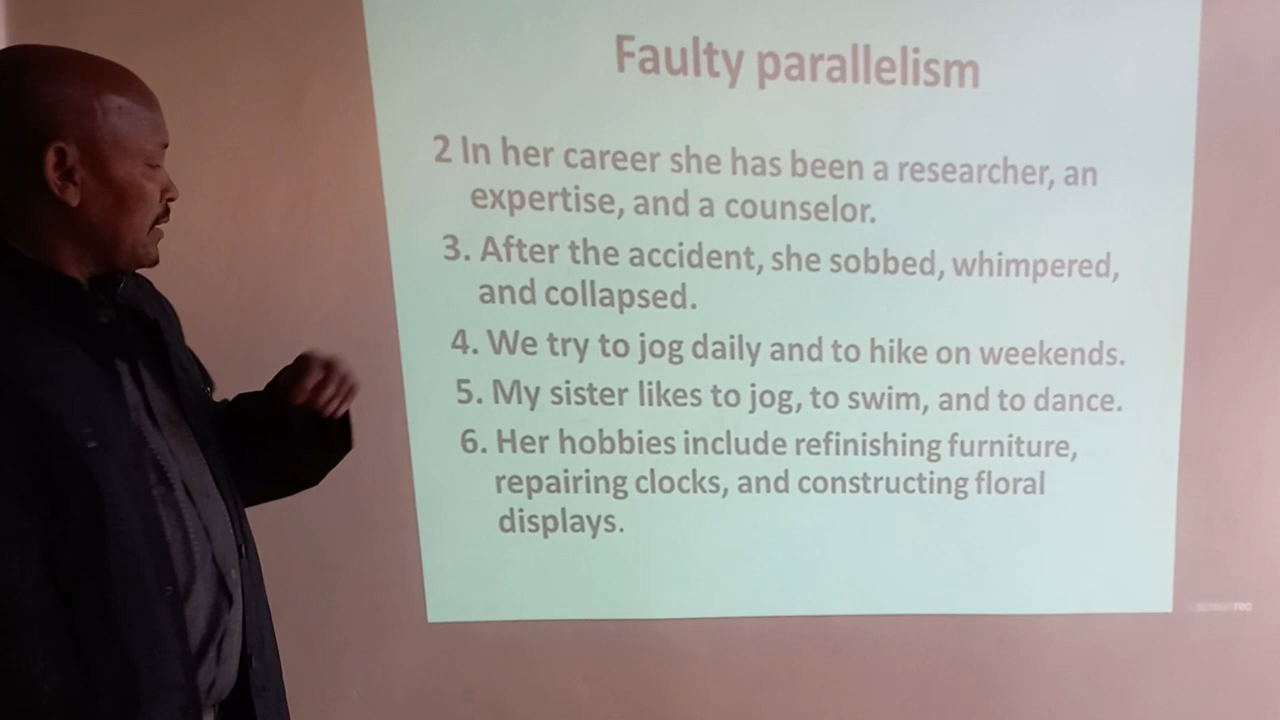 Faulty parallelism
2 In her career she has been a researcher, an
expertise, and a counselor.
3. After the accident, she sobbed, whimpered,
and collapsed.
4. We try to jog daily and to hike on weekends.
5. My sister likes to jog, to swim, and to dance.
6. Her hobbies include refinishing furniture,
repairing clocks, and constructing floral
displays.